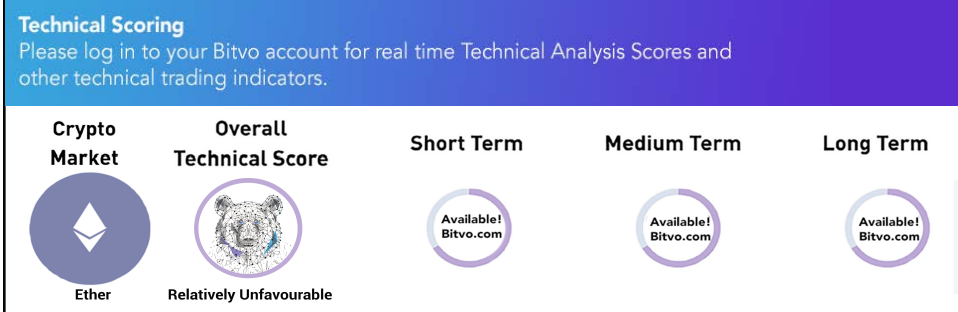 Technical Scoring
Please log in to your Bitvo account for real time Technical Analysis Scores and
other technical trading indicators.
Crypto
Market
Overall
Technical Score
Short Term
Medium Term
Long Term
Available!
Bitvo.com
Available!
Bitvo.com
Available!
Bitvo.com
Ether
Relatively Unfavourable